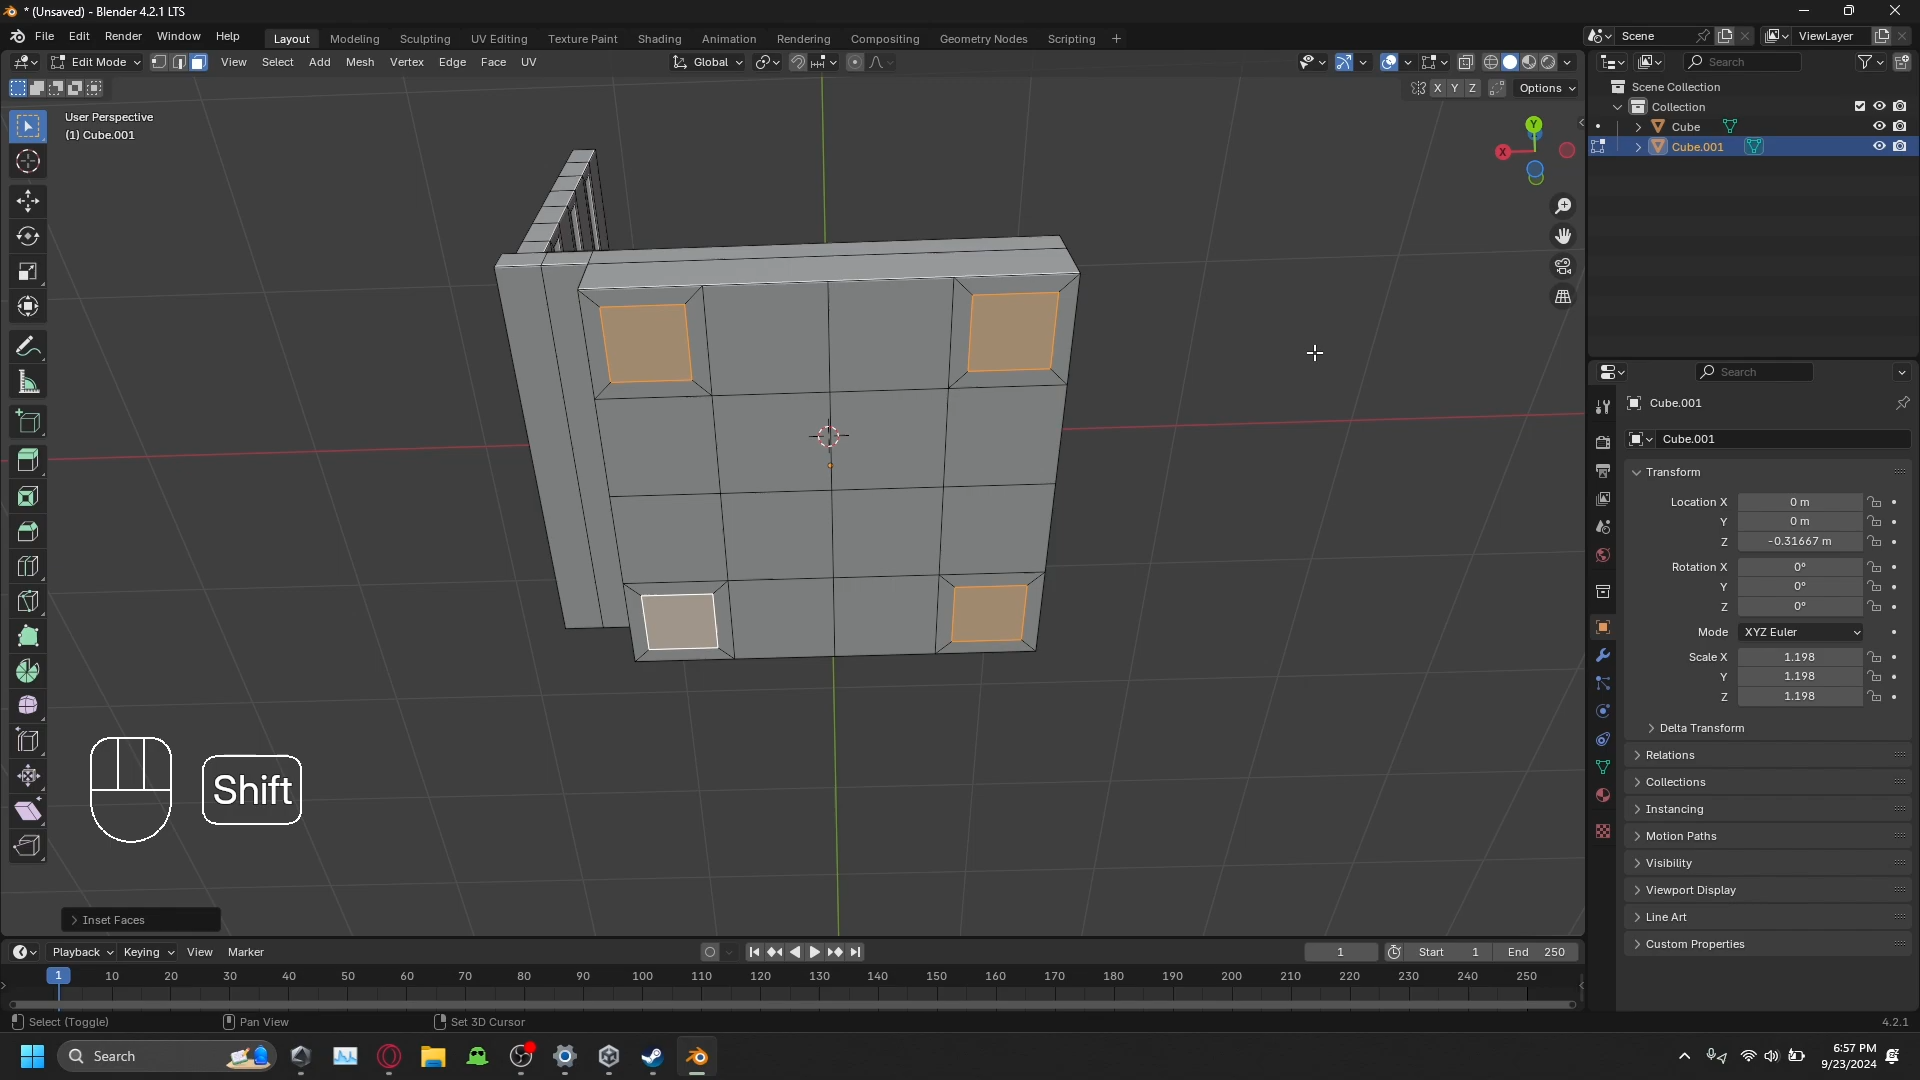 * (Unsaved) - Blender 4.2.1 LTS
File Edit Render Window Help Layout Modeling Sculpting UV Editing Texture Paint Shading Animation Rendering Compositing Geometry Nodes Scripting + Scene ViewLayer
Edit Mode View Select Add Mesh Vertex Edge Face UV Global Search
X Y Z Options
User Perspective
(1) Cube.001
Y
X
Scene Collection
Collection
Cube
Cube.001
Search
Cube.001
Cube.001
Transform
Location X 0 m
Y 0 m
Z -0.31667 m
Rotation X 0°
Y 0°
Z 0°
Mode XYZ Euler
Scale X 1.198
Y 1.198
Z 1.198
Delta Transform
Relations
Collections
Instancing
Motion Paths
Visibility
Viewport Display
Line Art
Custom Properties
Shift
Inset Faces
Playback Keying View Marker 1 Start 1 End 250
1 10 20 30 40 50 60 70 80 90 100 110 120 130 140 150 160 170 180 190 200 210 220 230 240 250
Select (Toggle) Pan View Set 3D Cursor 4.2.1
Search
6:57 PM
9/23/2024